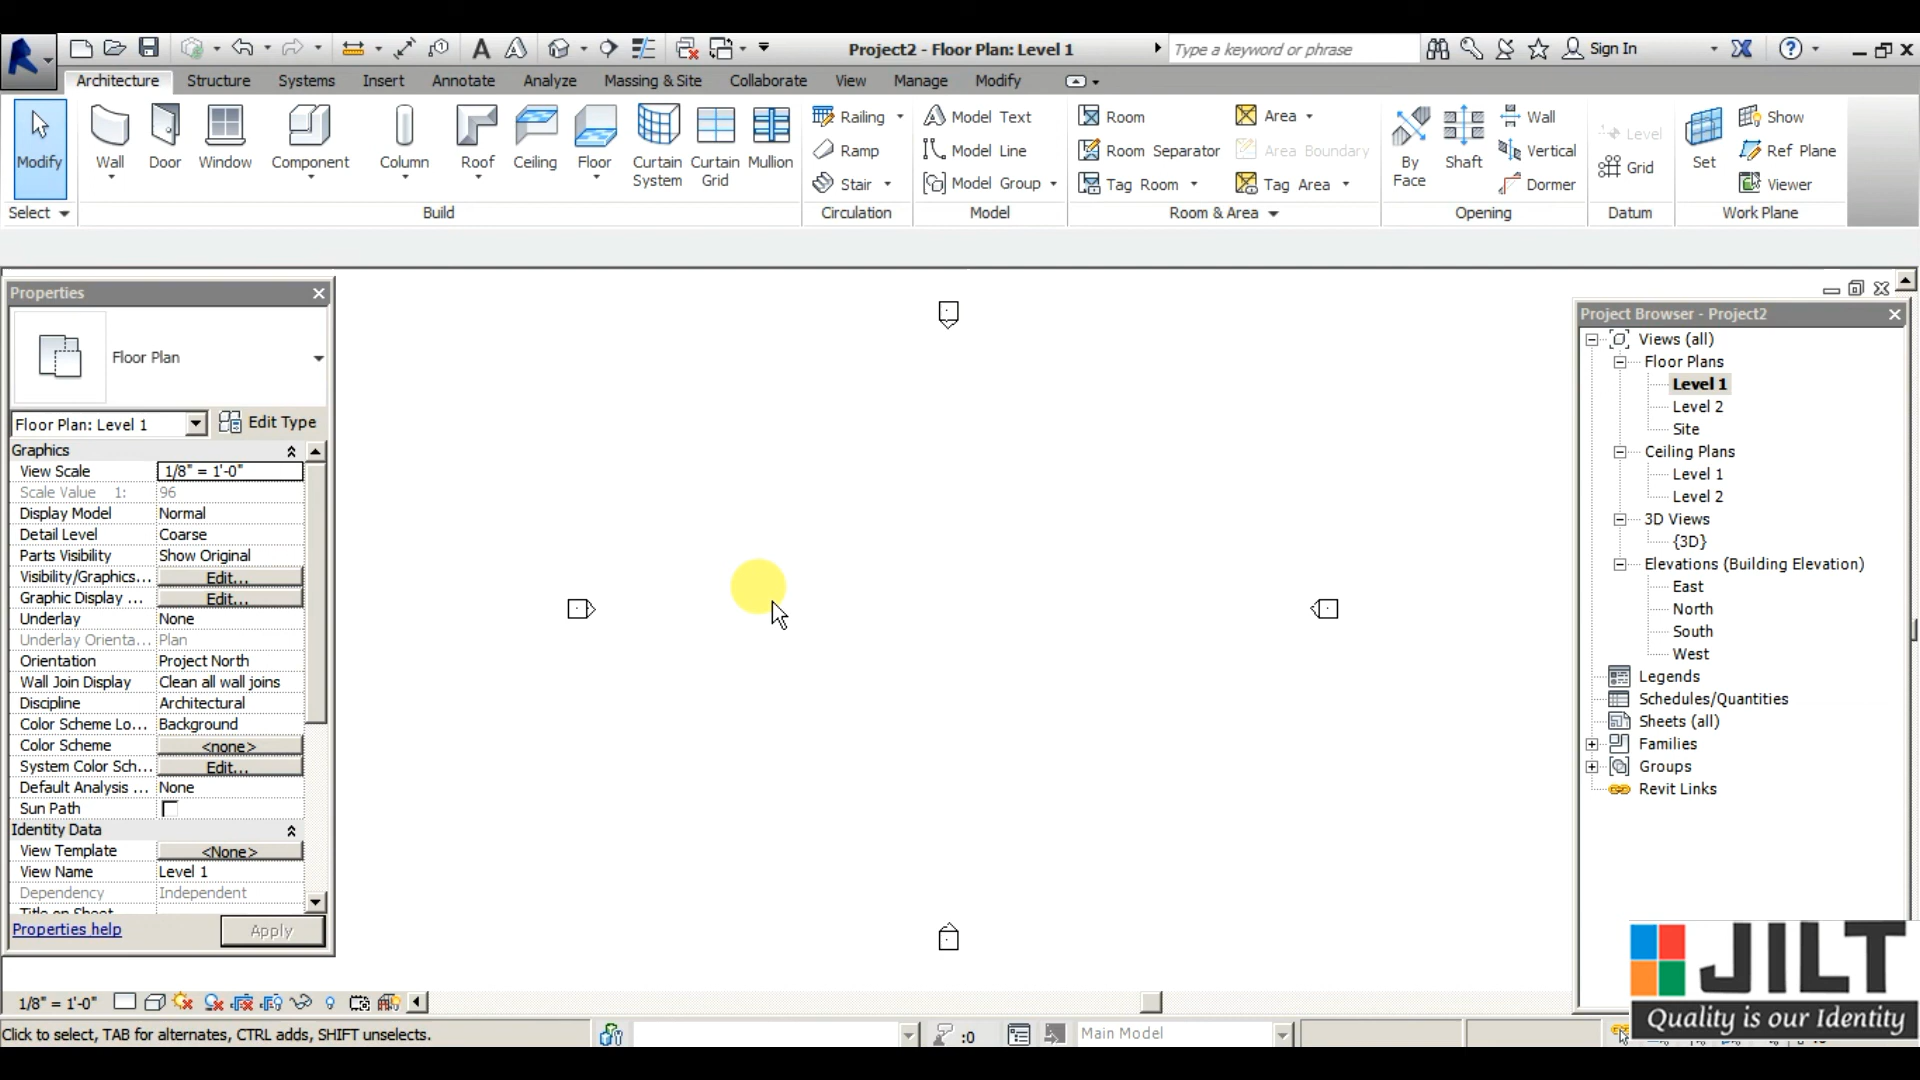 Project2 - Floor Plan: Level 1
Type a keyword or phrase
Sign In
Architecture
Structure
Systems
Insert
Annotate
Analyze
Massing & Site
Collaborate
View
Manage
Modify
Modify
Wall
Door
Window
Component
Column
Roof
Ceiling
Floor
Curtain System
Curtain Grid
Mullion
Railing
Ramp
Stair
Model Text
Model Line
Model Group
Room
Room Separator
Tag Room
Area
Area Boundary
Tag Area
By Face
Shaft
Wall
Vertical
Dormer
Level
Grid
Set
Show
Ref Plane
Viewer
Select
Build
Circulation
Model
Room & Area
Opening
Datum
Work Plane
Properties
Floor Plan
Floor Plan: Level 1
Edit Type
Graphics
View Scale 1/8" = 1'-0"
Scale Value 1: 96
Display Model Normal
Detail Level Coarse
Parts Visibility Show Original
Visibility/Graphics... Edit...
Graphic Display ... Edit...
Underlay None
Underlay Orienta... Plan
Orientation Project North
Wall Join Display Clean all wall joins
Discipline Architectural
Color Scheme Lo... Background
Color Scheme <none>
System Color Sch... Edit...
Default Analysis ... None
Sun Path
Identity Data
View Template <None>
View Name Level 1
Dependency Independent
Title on Sheet
Properties help
Apply
Project Browser - Project2
Views (all)
Floor Plans
Level 1
Level 2
Site
Ceiling Plans
Level 1
Level 2
3D Views
{3D}
Elevations (Building Elevation)
East
North
South
West
Legends
Schedules/Quantities
Sheets (all)
Families
Groups
Revit Links
1/8" = 1'-0"
Click to select, TAB for alternates, CTRL adds, SHIFT unselects.
:0
Main Model
JILT
Quality is our Identity